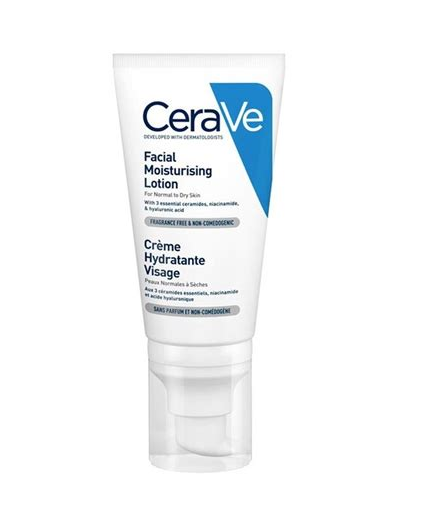 CeraVe
DEVELOPED WITH DERMATOLOGISTS
Facial
Moisturising
Lotion
For Normal to Dry Skin
With 3 essential ceramides, niacinamide,
& hyaluronic acid
FRAGRANCE FREE & NON-COMEDOGENIC
Crème
Hydratante
Visage
Peaux Normales à Sèches
Aux 3 céramides essentiels, niacinamide
et acide hyaluronique
SANS PARFUM ET NON-COMÉDOGÈNE